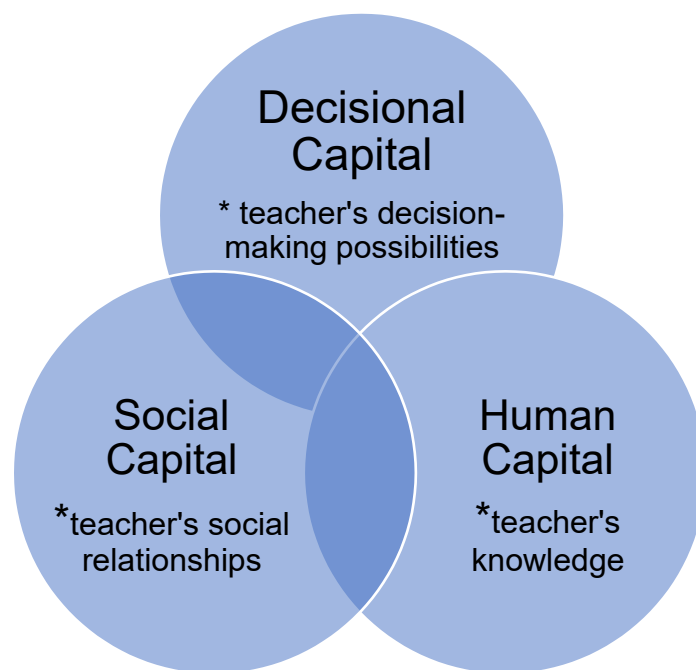 Decisional
Capital
* teacher's decision-
making possibilities
Social
Capital
*teacher's social
relationships
Human
Capital
*teacher's
knowledge